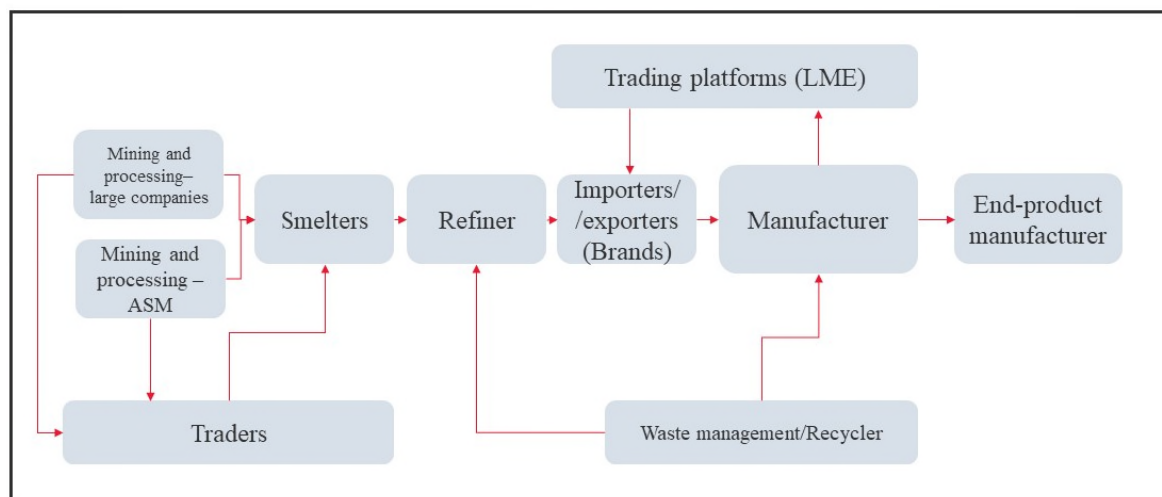 Trading platforms (LME)
Mining and
processing–
large companies
Smelters
Refiner
Importers/
/exporters
(Brands)
Manufacturer
End-product
manufacturer
Mining and
processing –
ASM
Traders
Waste management/Recycler